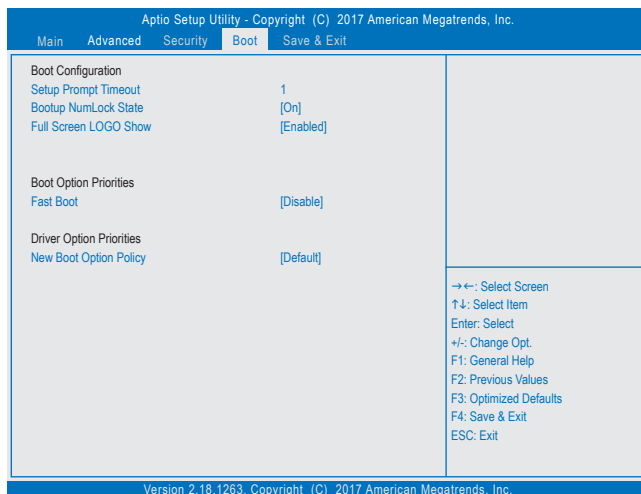 Aptio Setup Utility - Copyright (C) 2017 American Megatrends, Inc.
Main Advanced Security Boot Save & Exit
Boot Configuration
Setup Prompt Timeout 1
Bootup NumLock State [On]
Full Screen LOGO Show [Enabled]
Boot Option Priorities
Fast Boot [Disable]
Driver Option Priorities
New Boot Option Policy [Default]
→←: Select Screen
↑↓: Select Item
Enter: Select
+/-: Change Opt.
F1: General Help
F2: Previous Values
F3: Optimized Defaults
F4: Save & Exit
ESC: Exit
Version 2.18.1263. Copyright (C) 2017 American Megatrends, Inc.